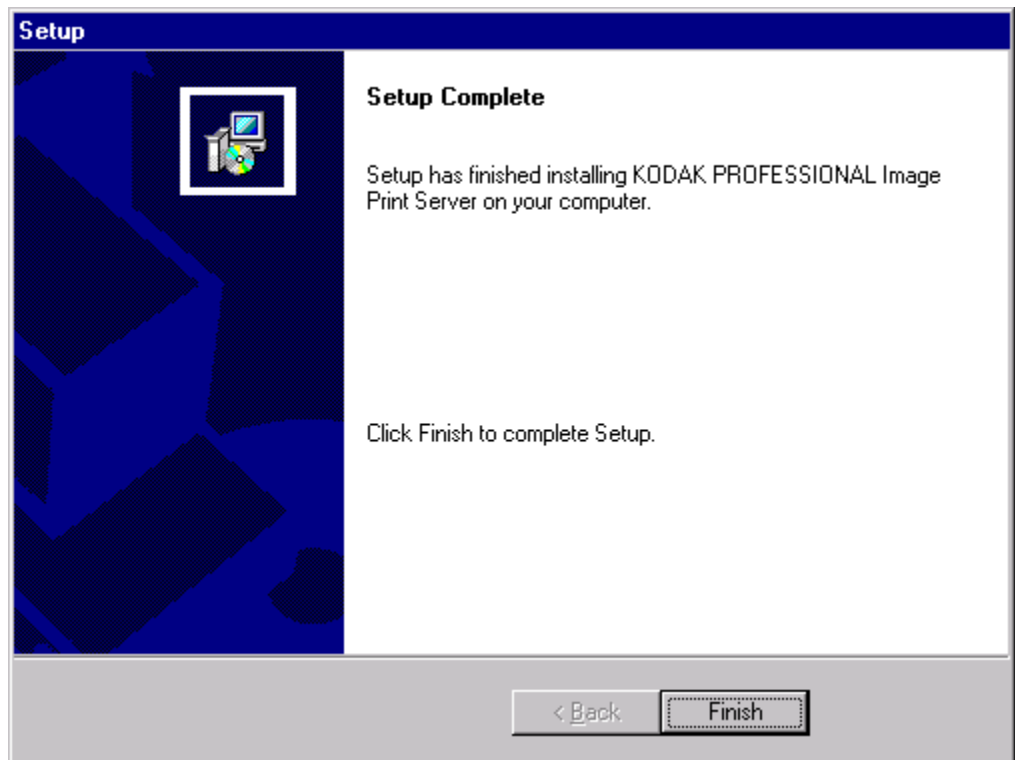 Setup
Setup Complete
Setup has finished installing KODAK PROFESSIONAL Image
Print Server on your computer.
Click Finish to complete Setup.
< Back
Finish